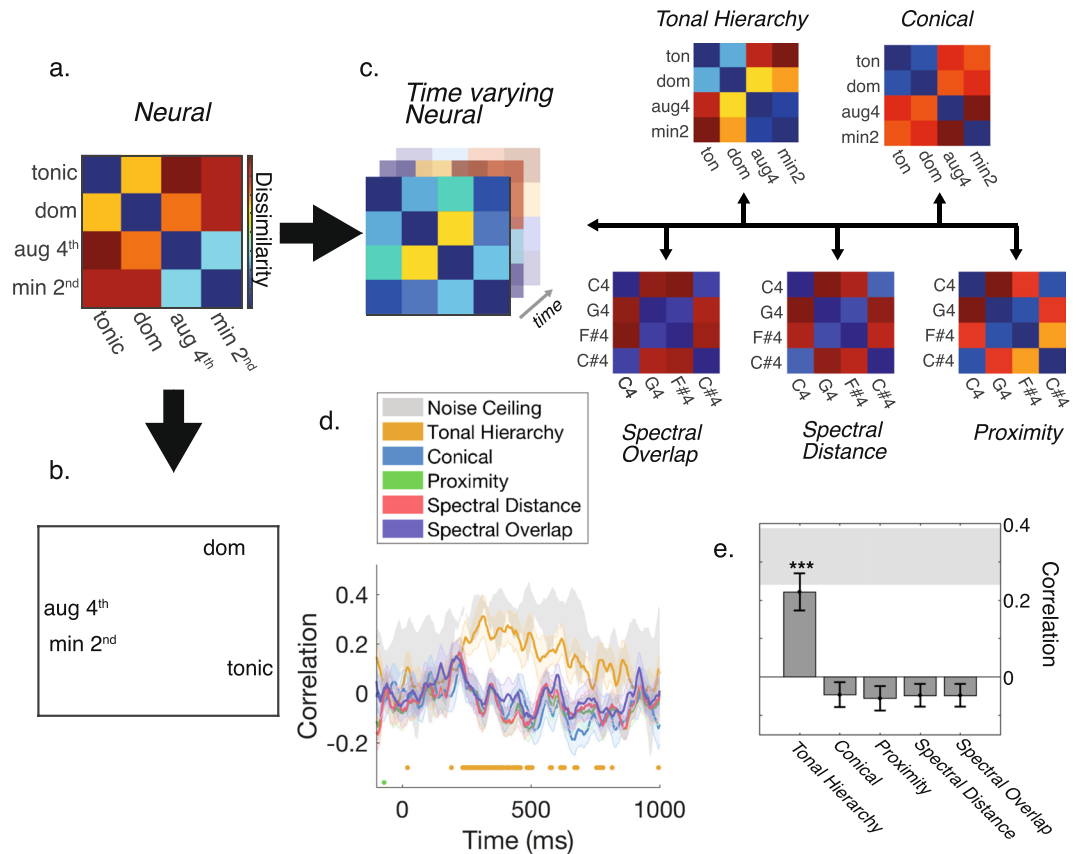 a.
Neural
tonic
dom
aug 4th
min 2nd
tonic
dom
aug 4th
min 2nd
Dissimilarity
c.
Time varying
Neural
time
Tonal Hierarchy
ton
dom
aug4
min2
ton
dom
aug4
min2
Conical
ton
dom
aug4
min2
ton
dom
aug4
min2
C4
G4
F#4
C#4
C4
G4
F#4
C#4
Spectral
Overlap
C4
G4
F#4
C#4
C4
G4
F#4
C#4
Spectral
Distance
C4
G4
F#4
C#4
C4
G4
F#4
C#4
Proximity
b.
dom
aug 4th
min 2nd
tonic
d.
Noise Ceiling
Tonal Hierarchy
Conical
Proximity
Spectral Distance
Spectral Overlap
Correlation
0.4
0.2
0
-0.2
0
500
1000
Time (ms)
e.
***
0.4
0.2
0
Correlation
Tonal Hierarchy
Conical
Proximity
Spectral Distance
Spectral Overlap